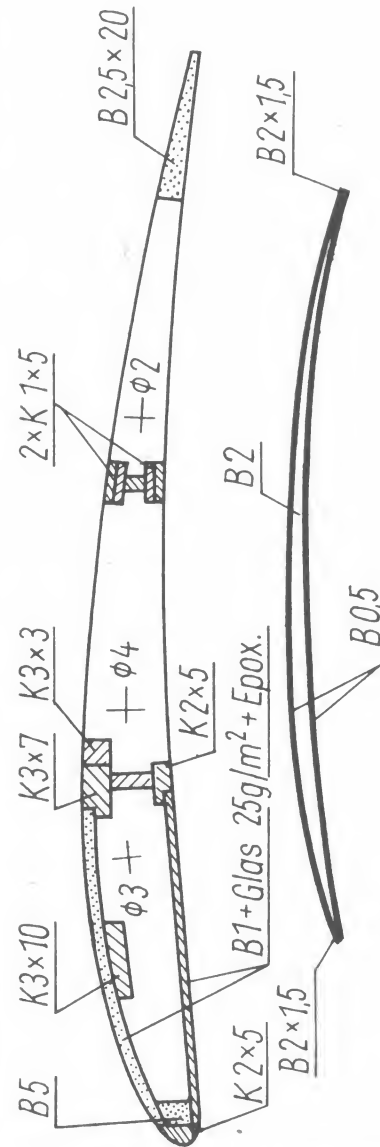 B5
K3×10
K3×7
K3×3
2×K 1×5
B2,5×20
ϕ3
ϕ4
ϕ2
K2×5
B1+Glas 25g/m²+Epox.
K2×5
B2×1,5
B2
B0,5
B2×1,5